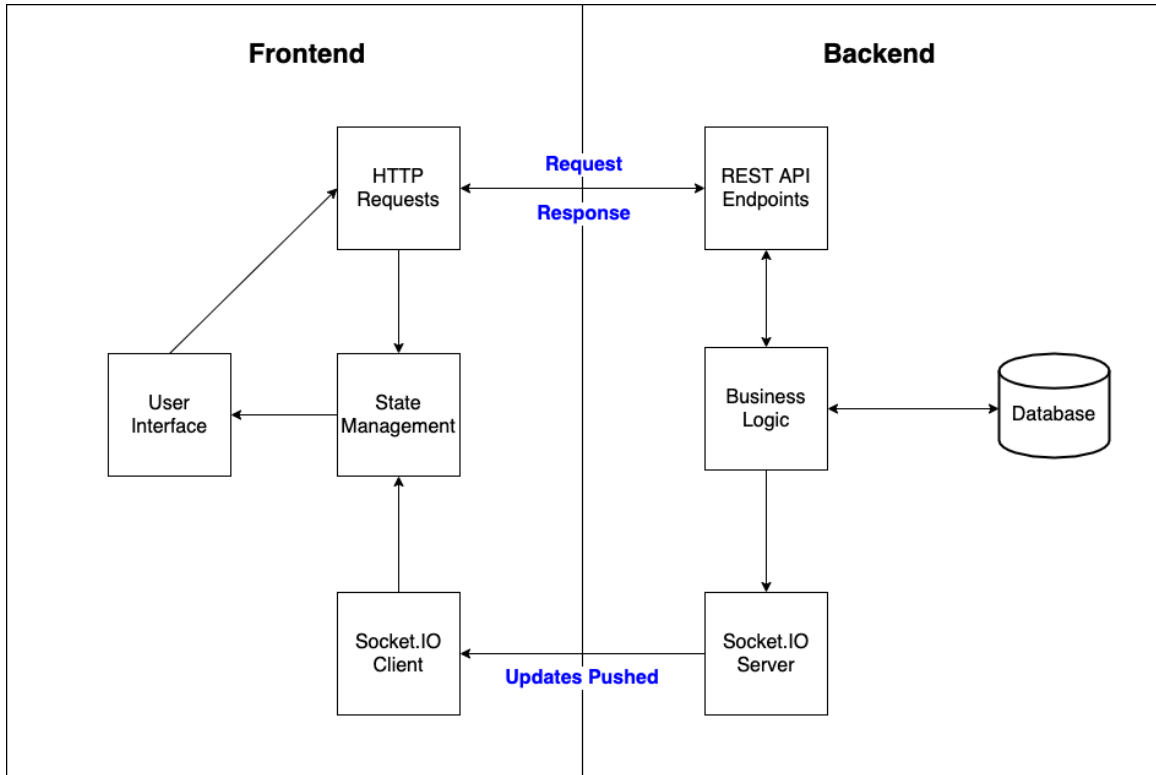 Frontend
Backend
HTTP
Requests
Request
Response
REST API
Endpoints
User
Interface
State
Management
Business
Logic
Database
Socket.IO
Client
Updates Pushed
Socket.IO
Server